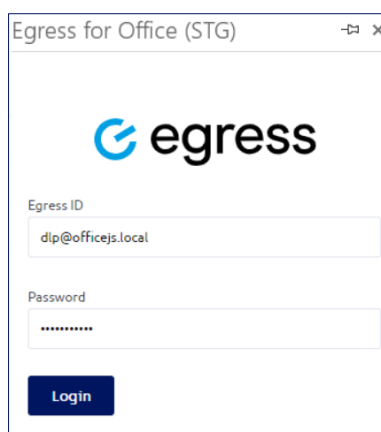 Egress for Office (STG)
egress
Egress ID
dlp@officejs.local
Password
•••••••••••
Login